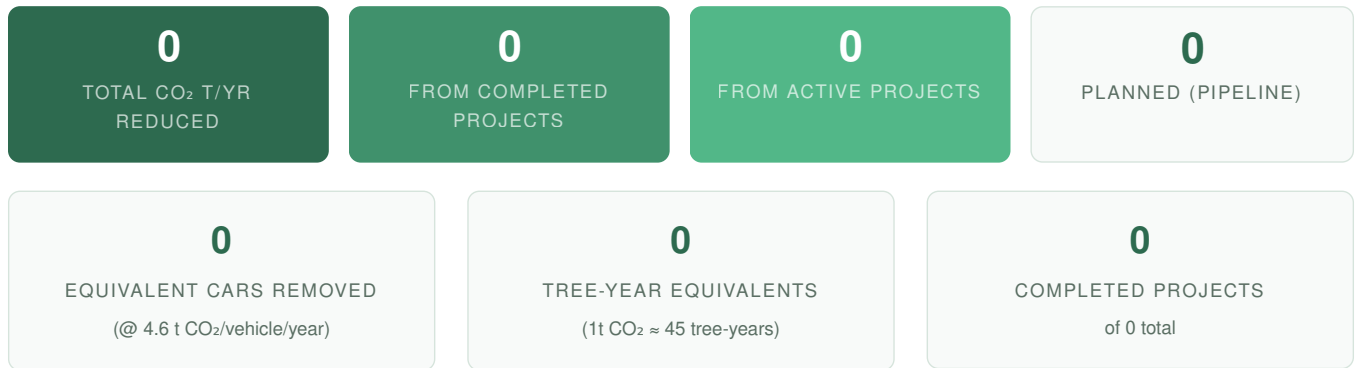 0
TOTAL CO₂ T/YR
REDUCED
0
FROM COMPLETED
PROJECTS
0
FROM ACTIVE PROJECTS
0
PLANNED (PIPELINE)
0
EQUIVALENT CARS REMOVED
(@ 4.6 t CO₂/vehicle/year)
0
TREE-YEAR EQUIVALENTS
(1t CO₂ ≈ 45 tree-years)
0
COMPLETED PROJECTS
of 0 total